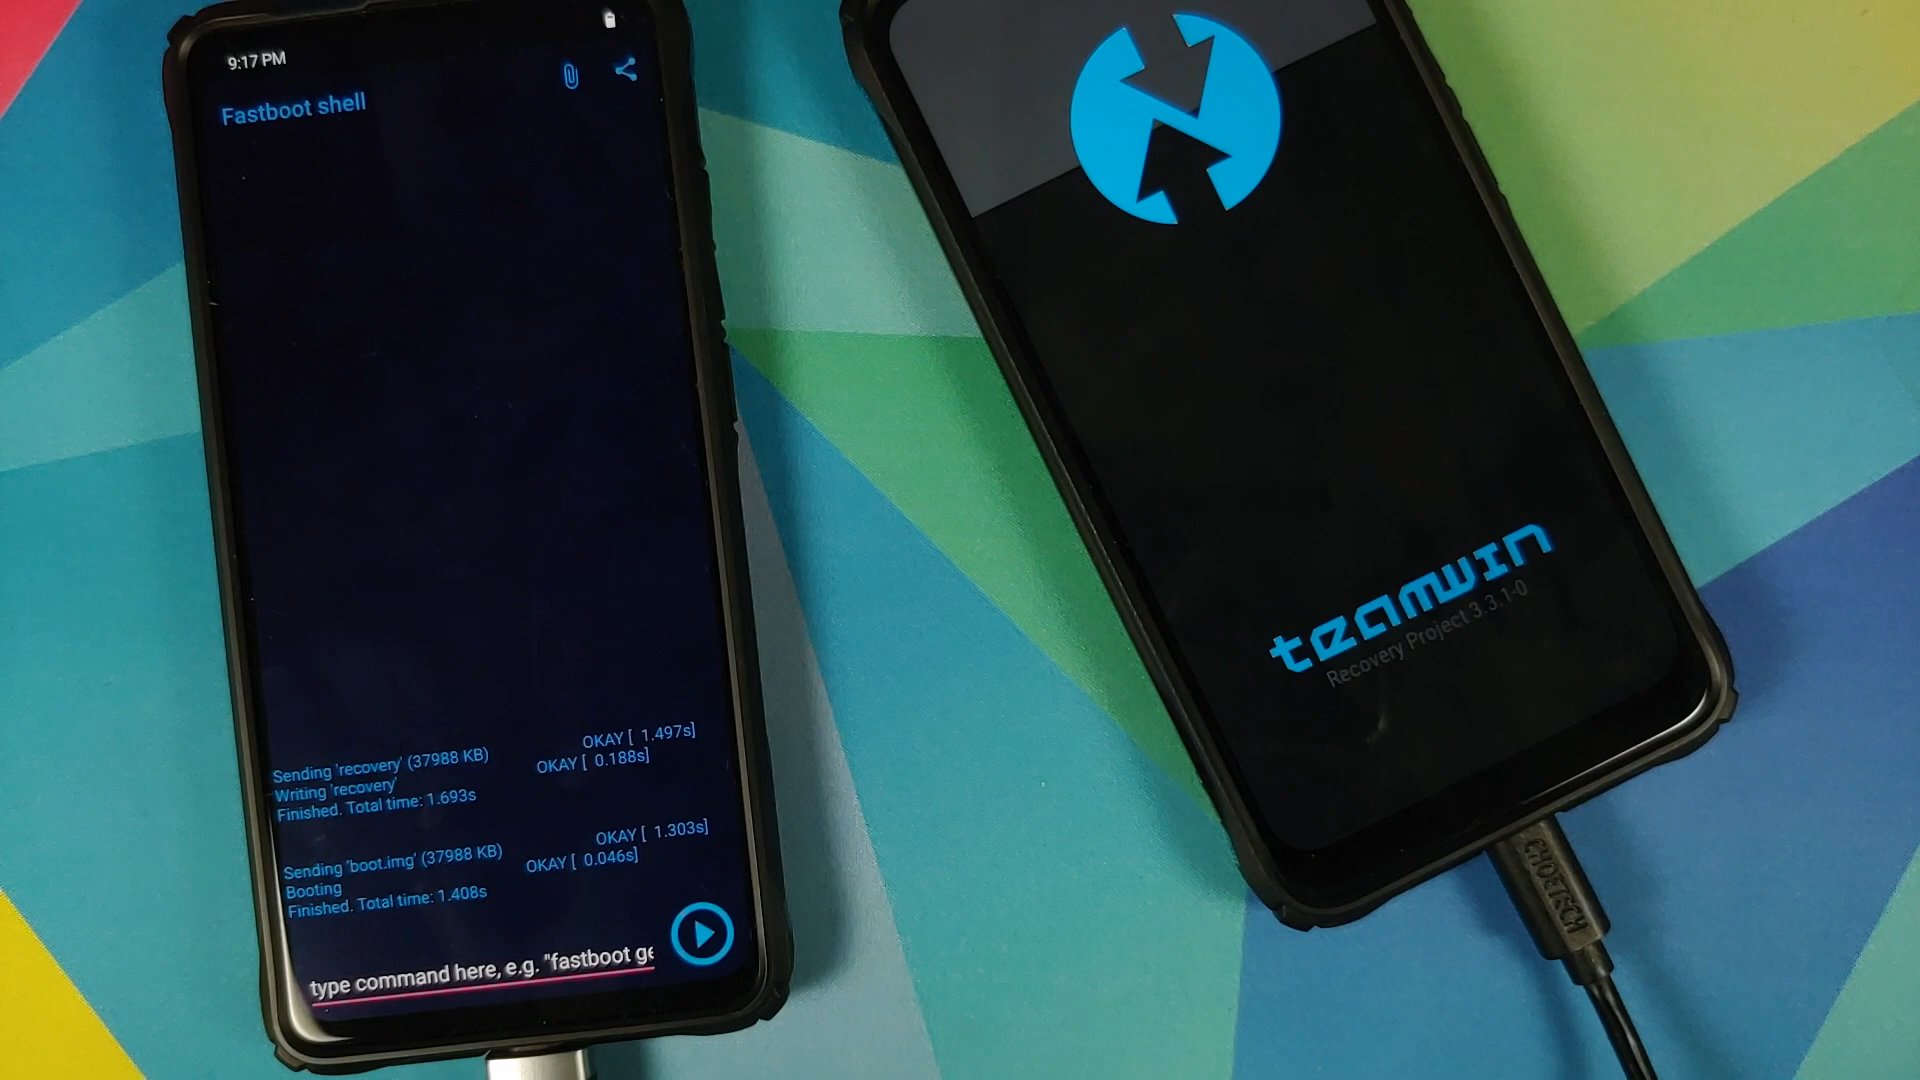 9:17 PM
Fastboot shell
OKAY [ 1.497s]
Sending 'recovery' (37988 KB)
OKAY [ 0.188s]
Writing 'recovery'
Finished. Total time: 1.693s
OKAY [ 1.303s]
Sending 'boot.img' (37988 KB)
OKAY [ 0.046s]
Booting
Finished. Total time: 1.408s
type command here, e.g. "fastboot ge
teamwin
Recovery Project 3.3.1-0
CHOETECH